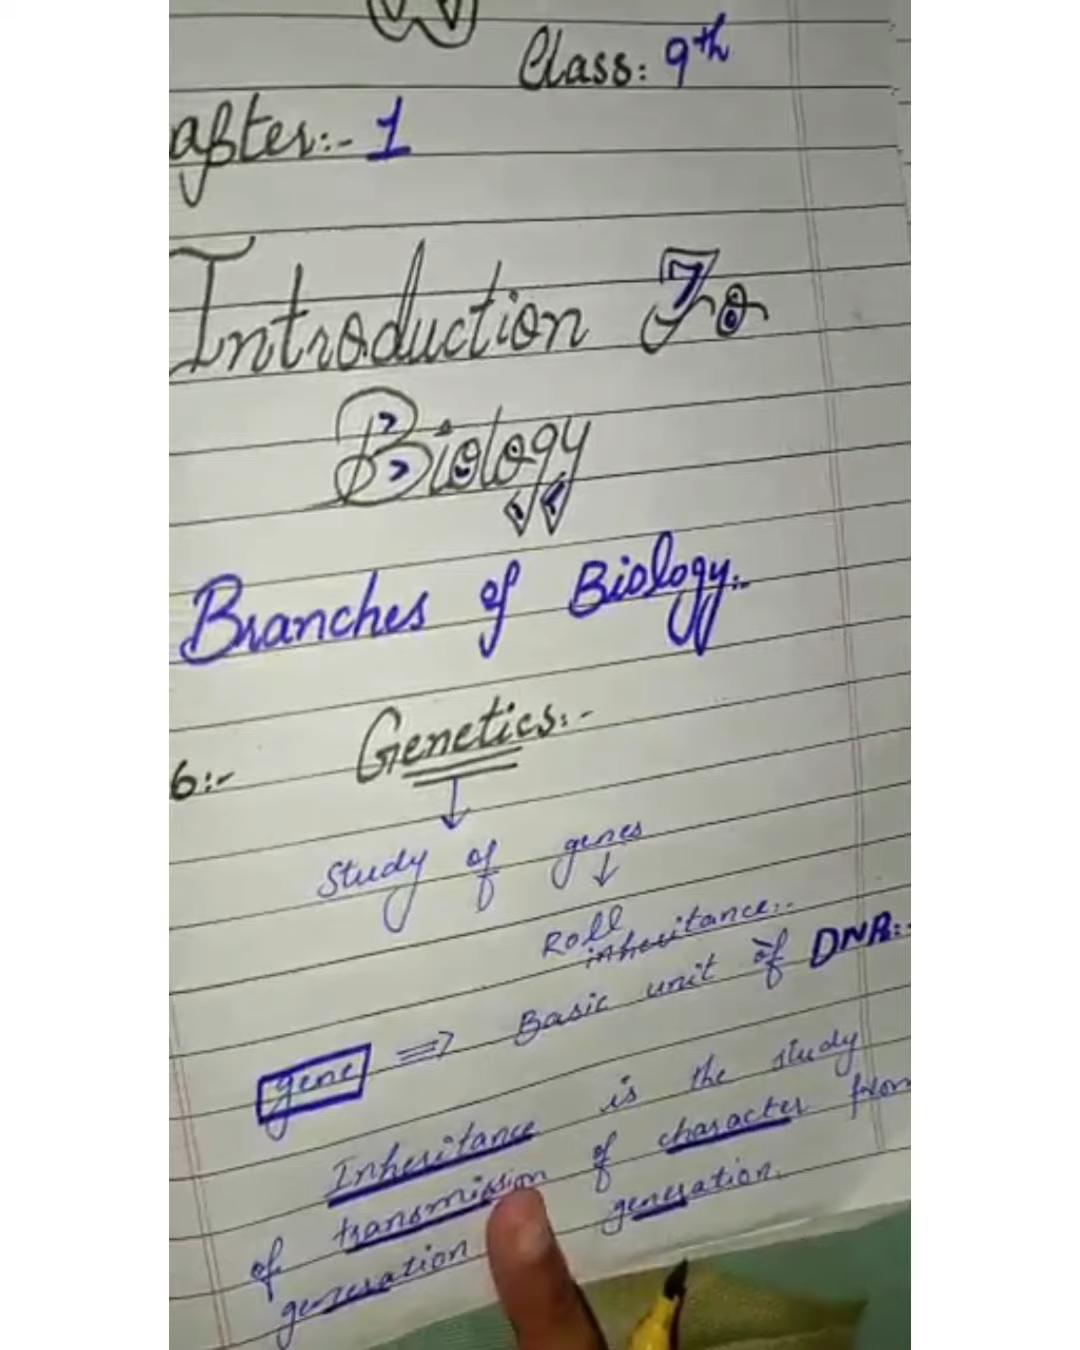 Class: 9th
apter:- 1
Introduction To
Biology
Branches of Biology:-
6:- Genetics:-
Study of genes
Roll inheritance:-
gene ⇒ Basic unit of DNA:-
Inheritance is the study
of transmission of character from
generation generation.